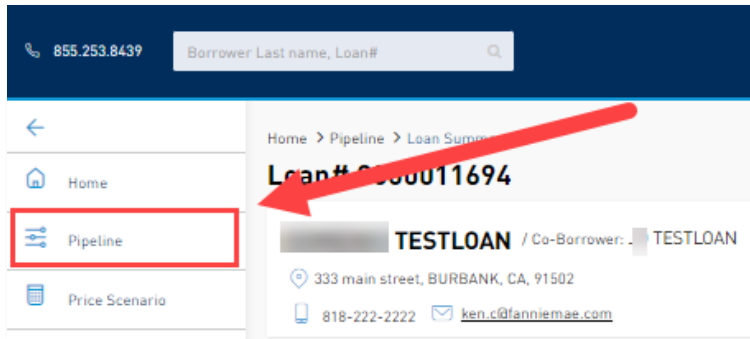 855.253.8439
Borrower Last name, Loan#
Home > Pipeline > Loan
Home
Loan# 11694
Pipeline
TESTLOAN / Co-Borrower: TESTLOAN
333 main street, BURBANK, CA, 91502
Price Scenario
818-222-2222 ken.c@fanniemae.com